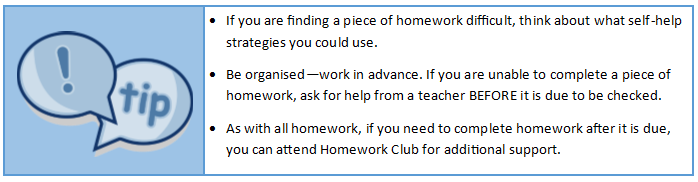 ! tip
• If you are finding a piece of homework difficult, think about what self-help
strategies you could use.
• Be organised—work in advance. If you are unable to complete a piece of
homework, ask for help from a teacher BEFORE it is due to be checked.
• As with all homework, if you need to complete homework after it is due,
you can attend Homework Club for additional support.